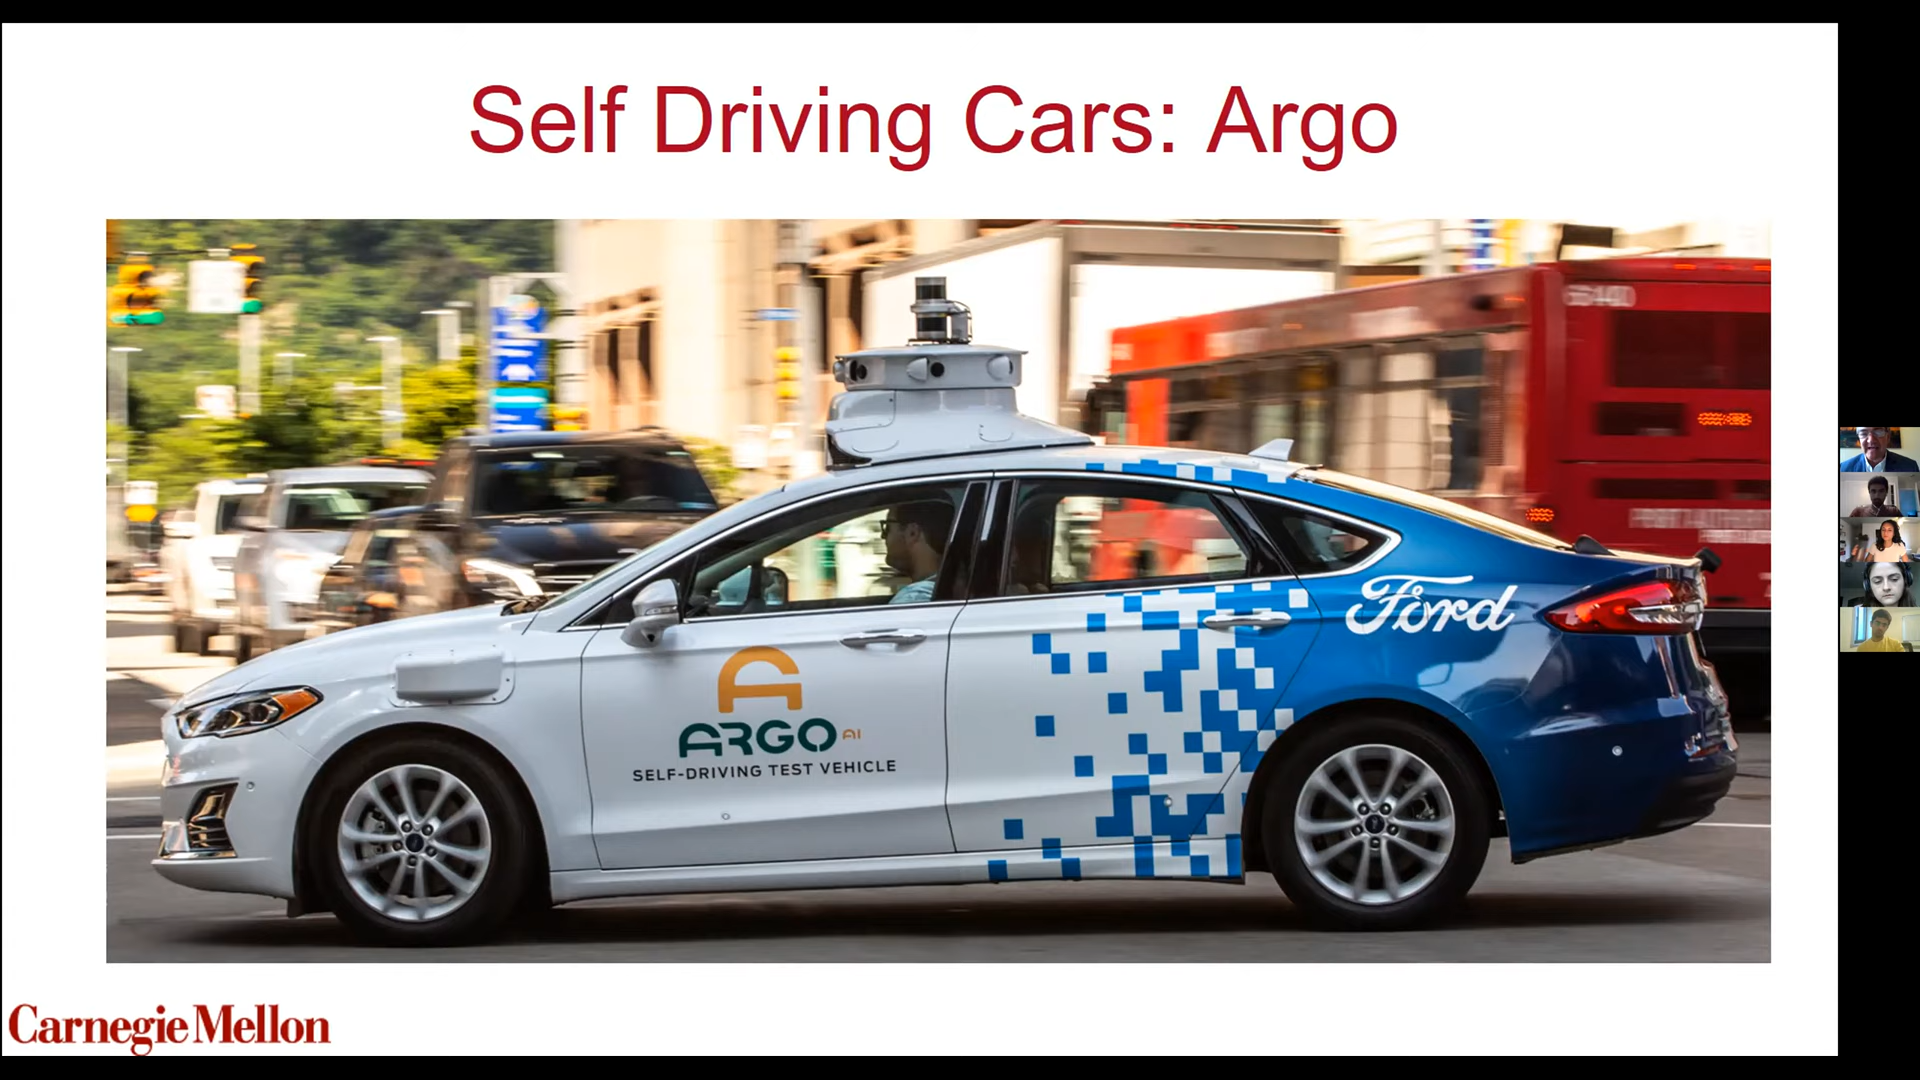 Self Driving Cars: Argo
Ford
ARGO AI
SELF-DRIVING TEST VEHICLE
Carnegie Mellon